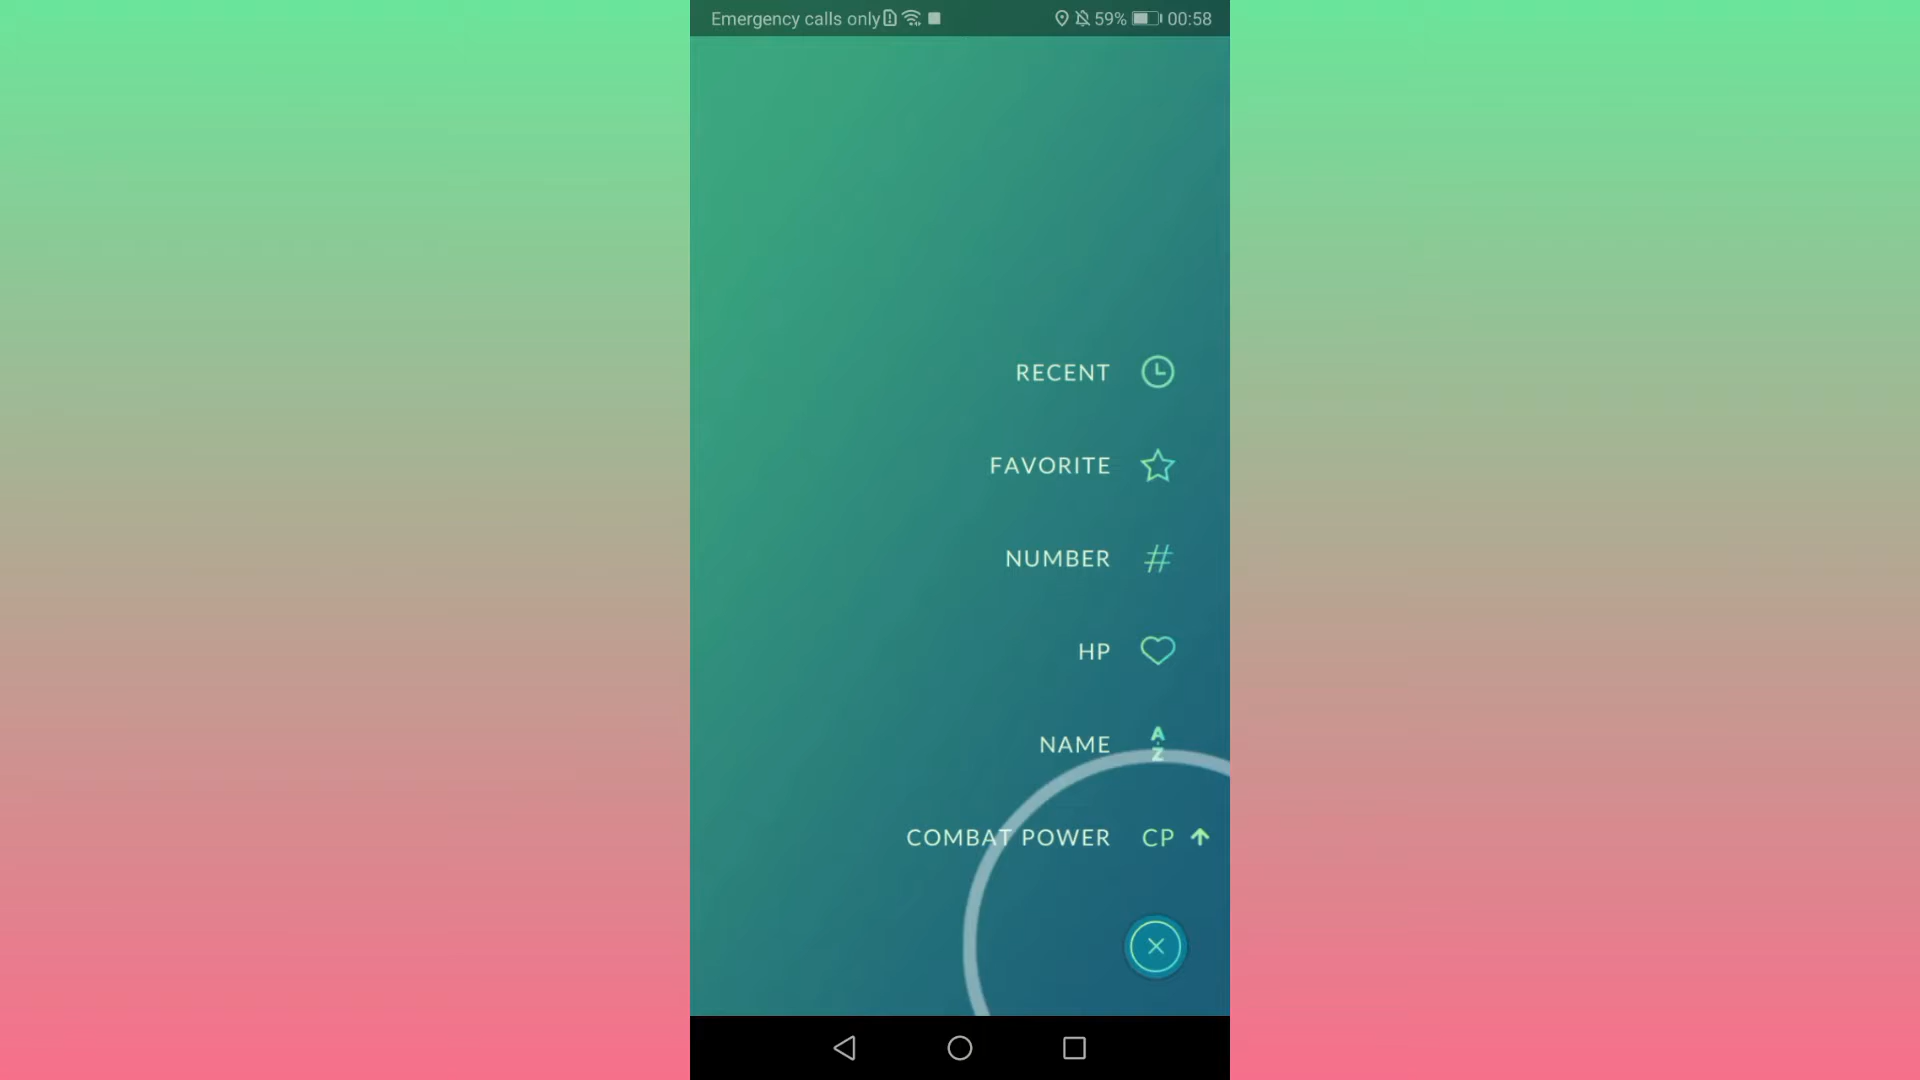 Emergency calls only 59% 00:58
RECENT
FAVORITE
NUMBER #
HP
NAME A Z
COMBAT POWER CP